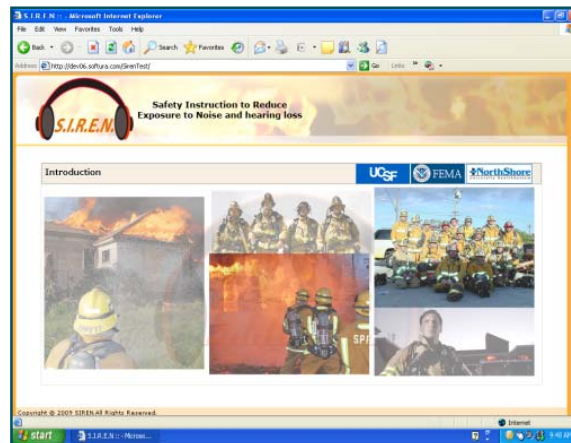 S.I.R.E.N :: - Microsoft Internet Explorer
File Edit View Favorites Tools Help
Back Search Favorites
Address http://dev06.softura.com/SirenTest/ Go Links
S.I.R.E.N.
Safety Instruction to Reduce
Exposure to Noise and hearing loss
Introduction
UCSF FEMA NorthShore
Copyright © 2009 SIREN.All Rights Reserved.
Internet
start S.I.R.E.N :: - Micros...